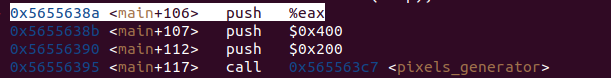 0x5655638a <main+106> push %eax
0x5655638b <main+107> push $0x400
0x56556390 <main+112> push $0x200
0x56556395 <main+117> call 0x565563c7 <pixels_generator>